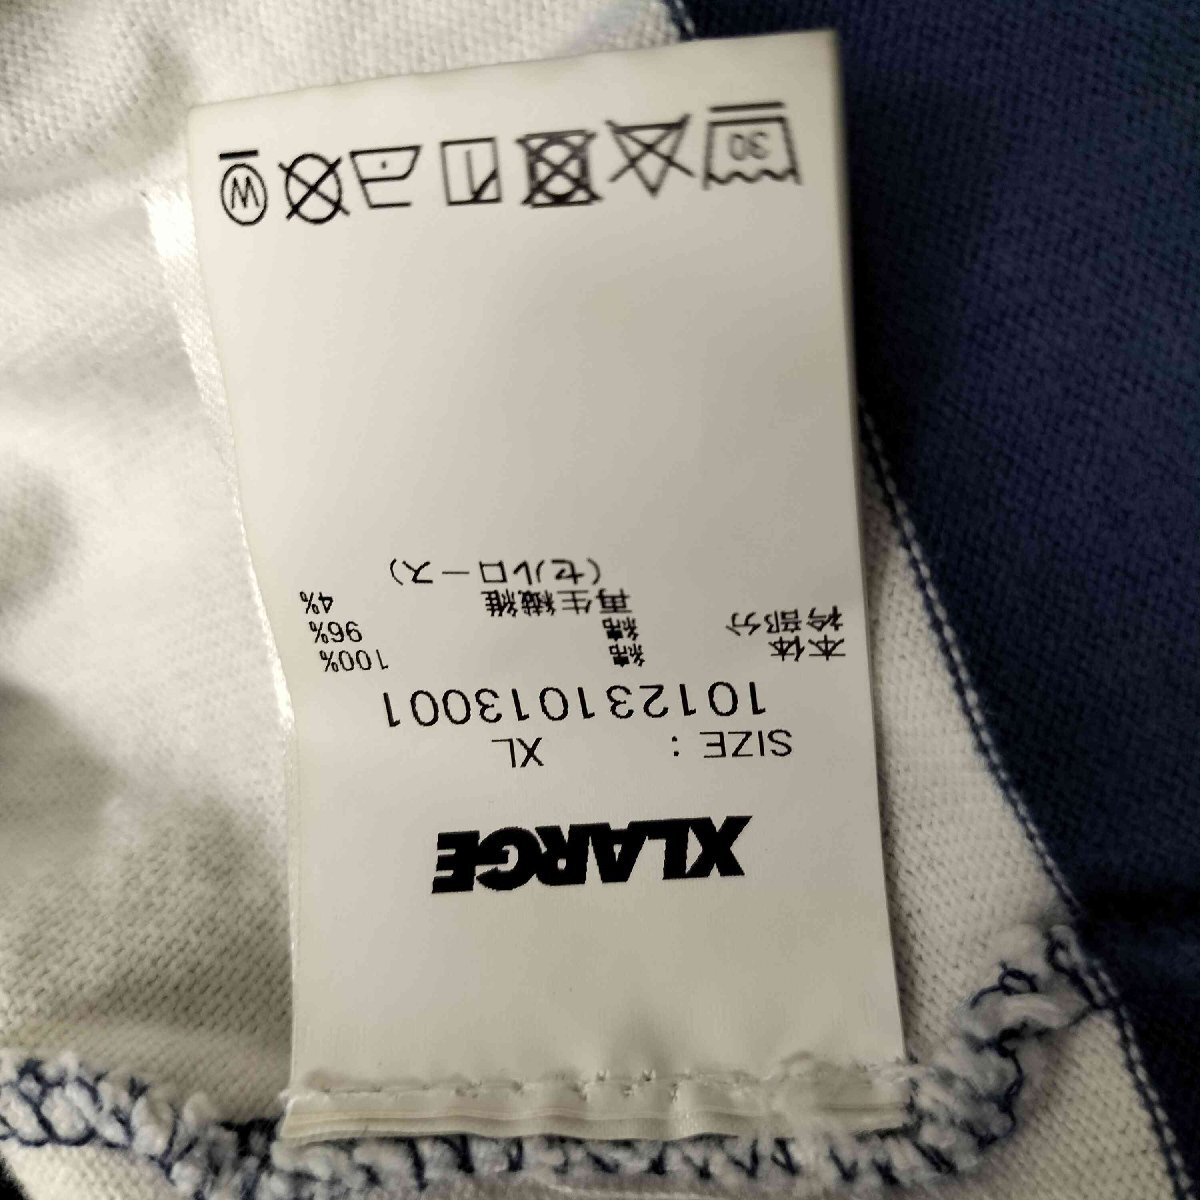 XLARGE
SIZE : XL
101231013001
本体 綿 100%
衿部分 綿 96%
再生繊維 4%
(セルロース)
30
W